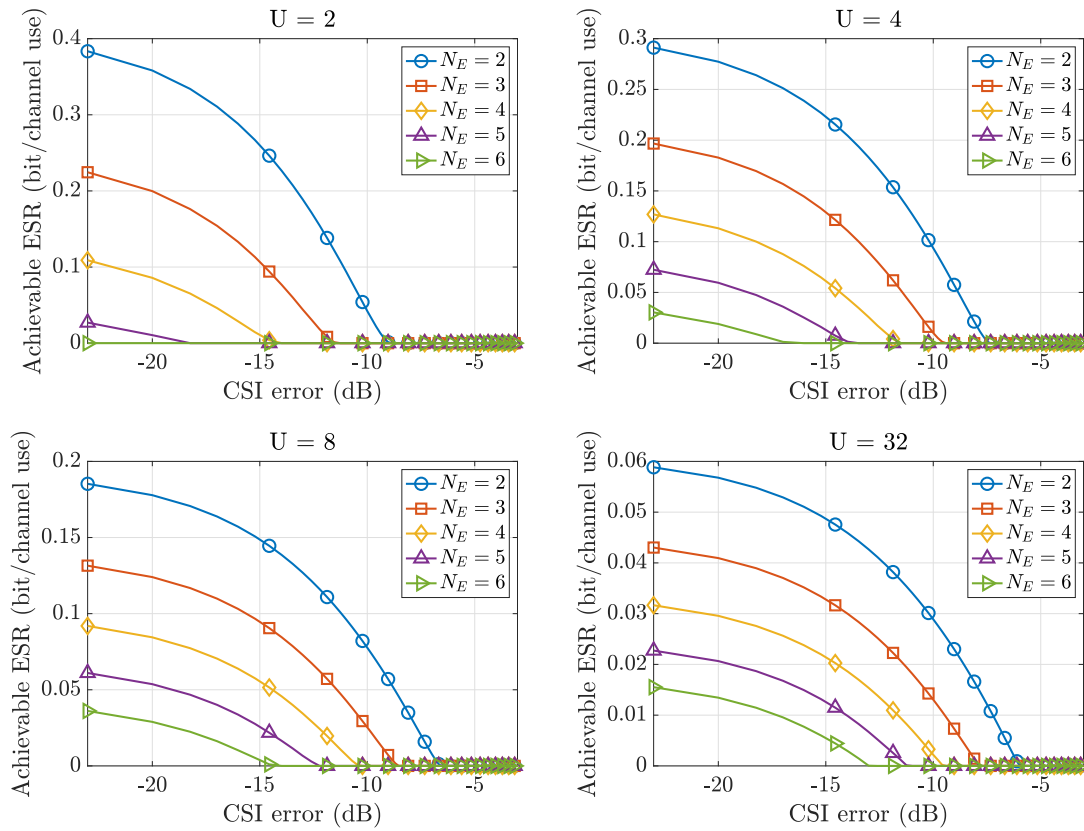 U = 2
Achievable ESR (bit/channel use)
0.4
0.3
0.2
0.1
0
-20
-15
-10
-5
CSI error (dB)
N_E = 2
N_E = 3
N_E = 4
N_E = 5
N_E = 6
U = 4
Achievable ESR (bit/channel use)
0.3
0.25
0.2
0.15
0.1
0.05
0
-20
-15
-10
-5
CSI error (dB)
N_E = 2
N_E = 3
N_E = 4
N_E = 5
N_E = 6
U = 8
Achievable ESR (bit/channel use)
0.2
0.15
0.1
0.05
0
-20
-15
-10
-5
CSI error (dB)
N_E = 2
N_E = 3
N_E = 4
N_E = 5
N_E = 6
U = 32
Achievable ESR (bit/channel use)
0.06
0.05
0.04
0.03
0.02
0.01
0
-20
-15
-10
-5
CSI error (dB)
N_E = 2
N_E = 3
N_E = 4
N_E = 5
N_E = 6